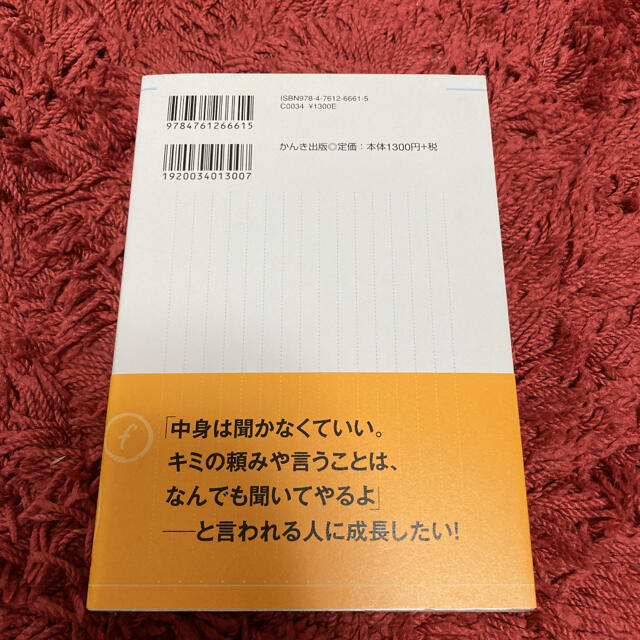 ISBN978-4-7612-6661-5
C0034 ¥1300E
9784761266615
かんき出版◎定価：本体1300円+税
1920034013007
f
「中身は聞かなくていい。
キミの頼みや言うことは、
なんでも聞いてやるよ」
──と言われる人に成長したい!